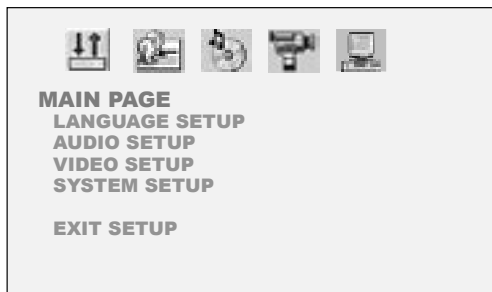 MAIN PAGE
LANGUAGE SETUP
AUDIO SETUP
VIDEO SETUP
SYSTEM SETUP
EXIT SETUP